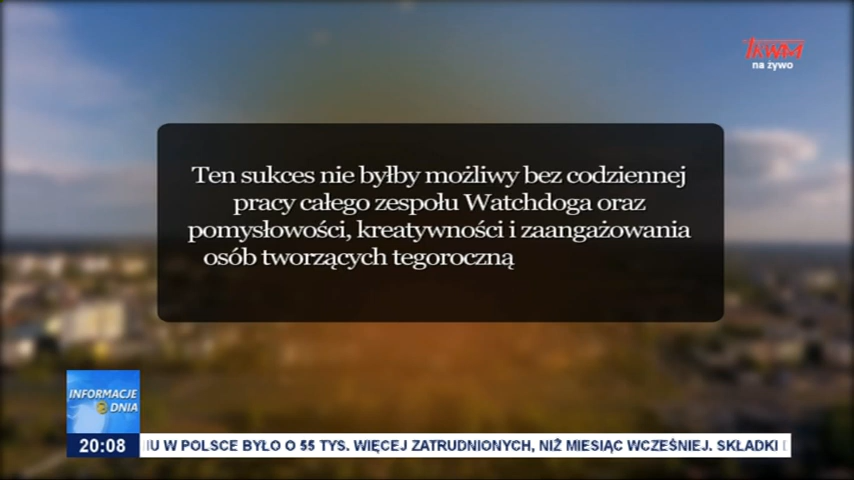 TRWAM
na żywo
Ten sukces nie byłby możliwy bez codziennej
pracy całego zespołu Watchdoga oraz
pomysłowości, kreatywności i zaangażowania
osób tworzących tegoroczną
INFORMACJE
DNIA
20:08
IU W POLSCE BYŁO O 55 TYS. WIĘCEJ ZATRUDNIONYCH, NIŻ MIESIĄC WCZEŚNIEJ. SKŁADKI